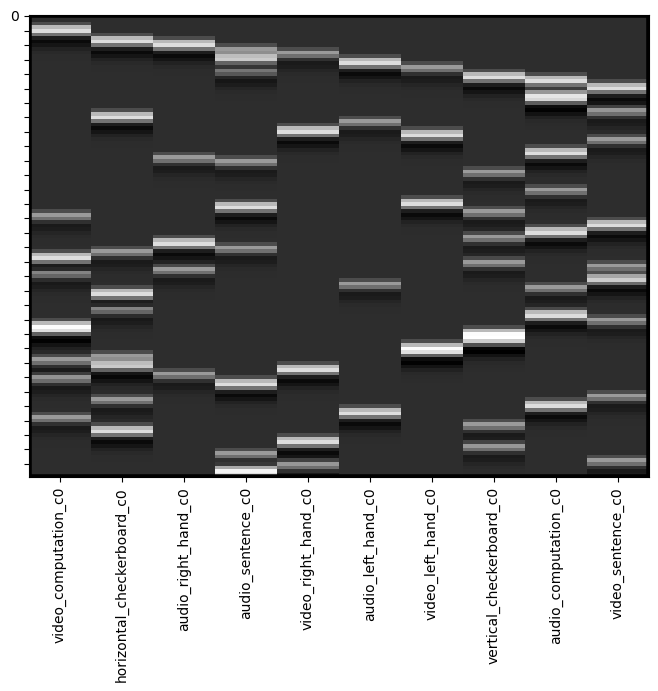 0
video_computation_c0
horizontal_checkerboard_c0
audio_right_hand_c0
audio_sentence_c0
video_right_hand_c0
audio_left_hand_c0
video_left_hand_c0
vertical_checkerboard_c0
audio_computation_c0
video_sentence_c0